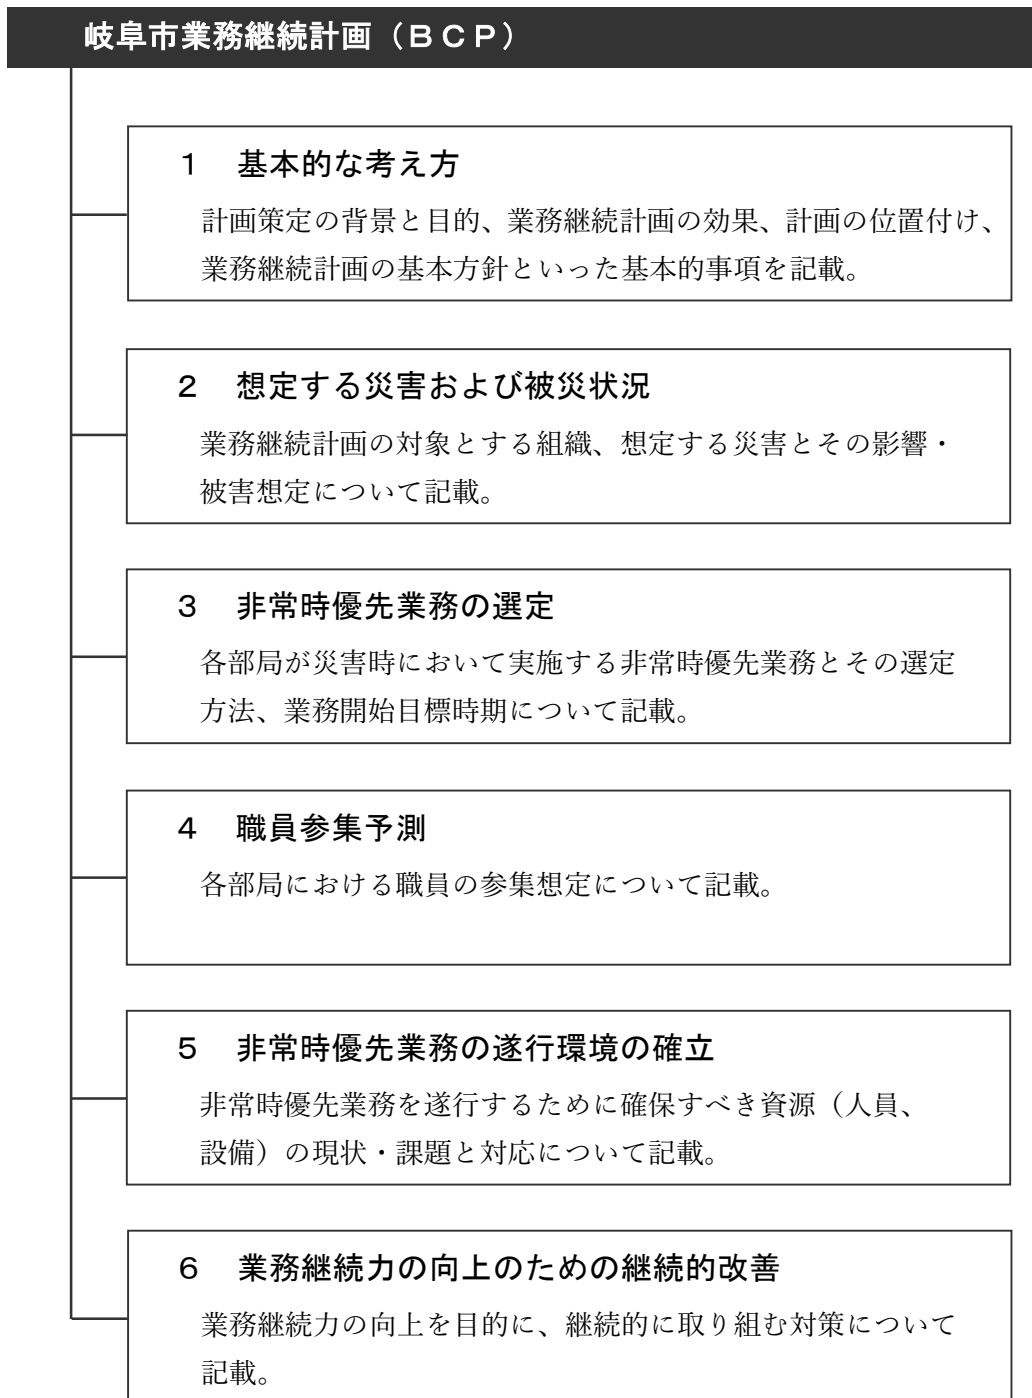 岐阜市業務継続計画（ＢＣＰ）
１　基本的な考え方
計画策定の背景と目的、業務継続計画の効果、計画の位置付け、
業務継続計画の基本方針といった基本的事項を記載。
２　想定する災害および被災状況
業務継続計画の対象とする組織、想定する災害とその影響・
被害想定について記載。
３　非常時優先業務の選定
各部局が災害時において実施する非常時優先業務とその選定
方法、業務開始目標時期について記載。
４　職員参集予測
各部局における職員の参集想定について記載。
５　非常時優先業務の遂行環境の確立
非常時優先業務を遂行するために確保すべき資源（人員、
設備）の現状・課題と対応について記載。
６　業務継続力の向上のための継続的改善
業務継続力の向上を目的に、継続的に取り組む対策について
記載。